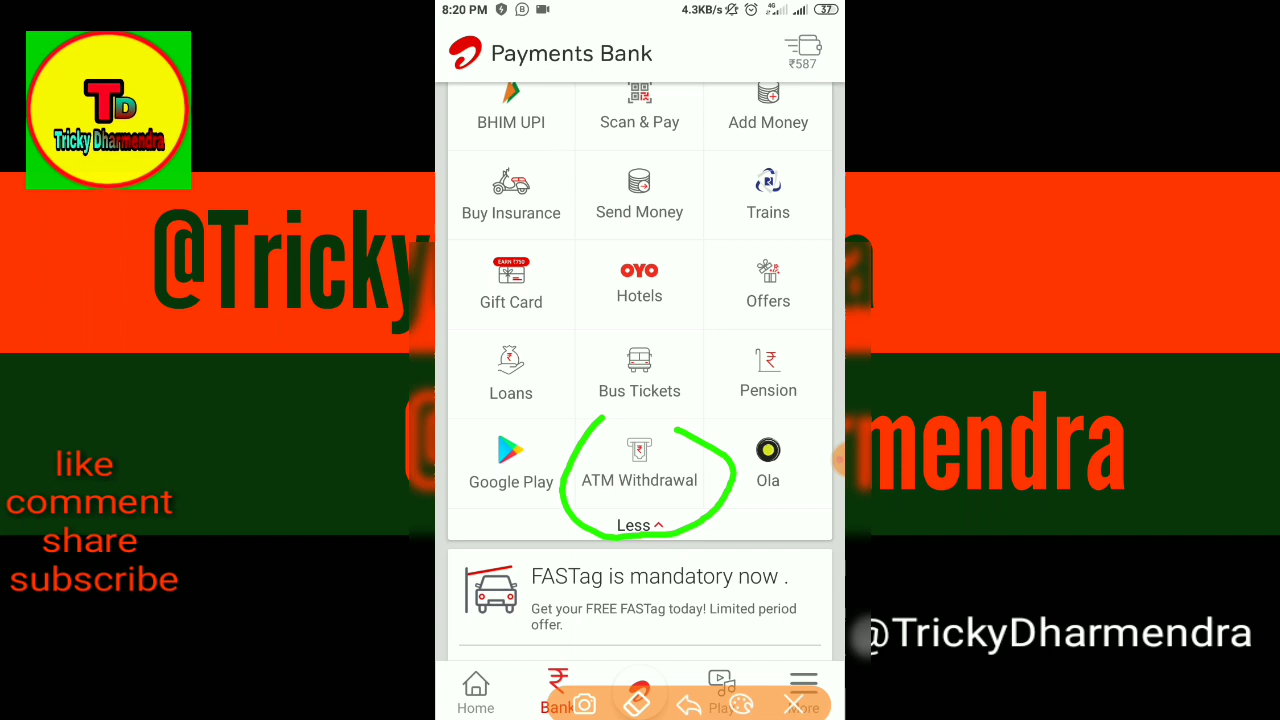 8:20 PM
4.3KB/s
4G
37
TD
Tricky Dharmendra
Payments Bank
₹587
BHIM UPI
Scan & Pay
Add Money
Buy Insurance
Send Money
Trains
EARN ₹750
Gift Card
OYO
Hotels
Offers
Loans
Bus Tickets
Pension
Google Play
ATM Withdrawal
Ola
Less
FASTag is mandatory now .
Get your FREE FASTag today! Limited period
offer.
Home
Bank
Play
More
@Tricky
mendra
like
comment
share
subscribe
@TrickyDharmendra